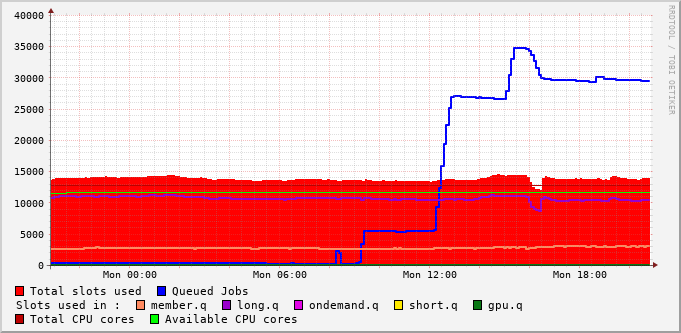 40000
35000
30000
25000
20000
15000
10000
5000
0
Mon 00:00 Mon 06:00 Mon 12:00 Mon 18:00
Total slots used Queued Jobs
Slots used in : member.q long.q ondemand.q short.q gpu.q
Total CPU cores Available CPU cores
RRDTOOL / TOBI OETIKER